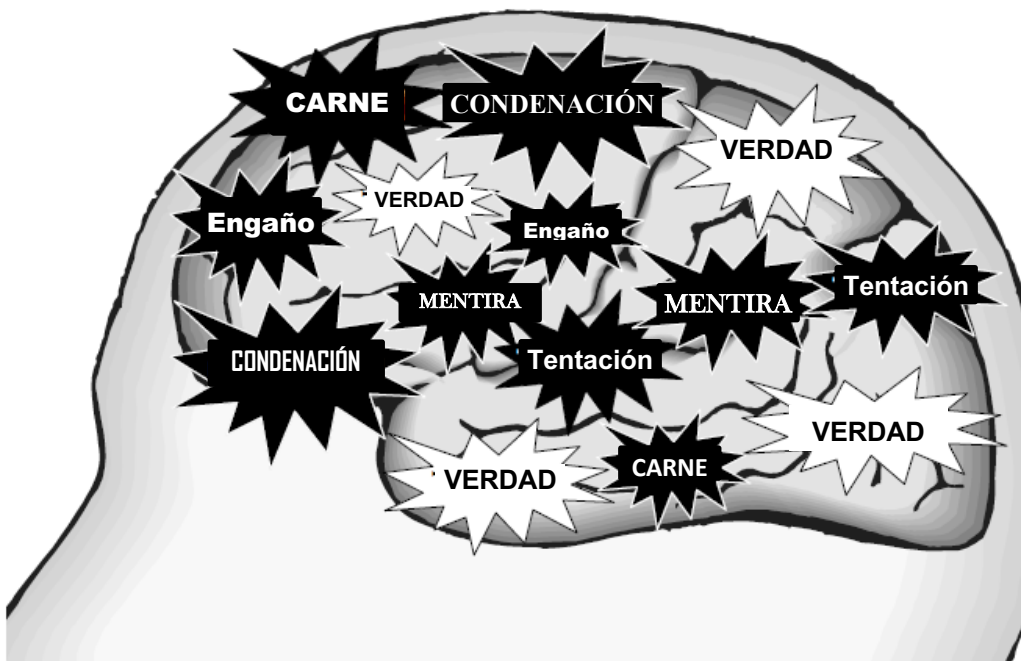 CARNE
CONDENACIÓN
VERDAD
VERDAD
Engaño
Engaño
MENTIRA
MENTIRA
Tentación
CONDENACIÓN
Tentación
VERDAD
VERDAD
CARNE